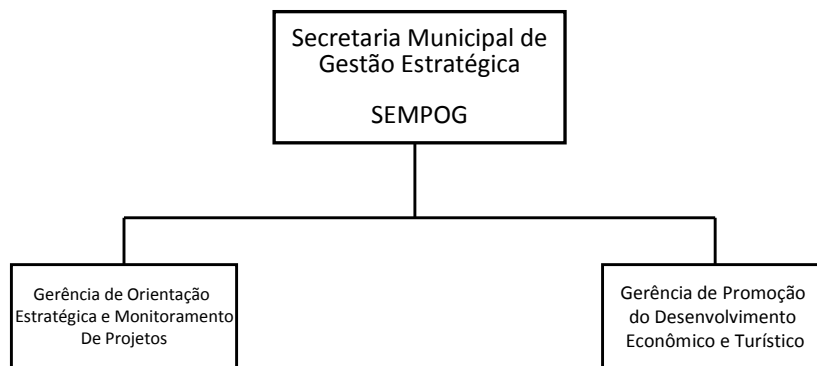 Secretaria Municipal de
Gestão Estratégica
SEMPOG
Gerência de Orientação
Estratégica e Monitoramento
De Projetos
Gerência de Promoção
do Desenvolvimento
Econômico e Turístico